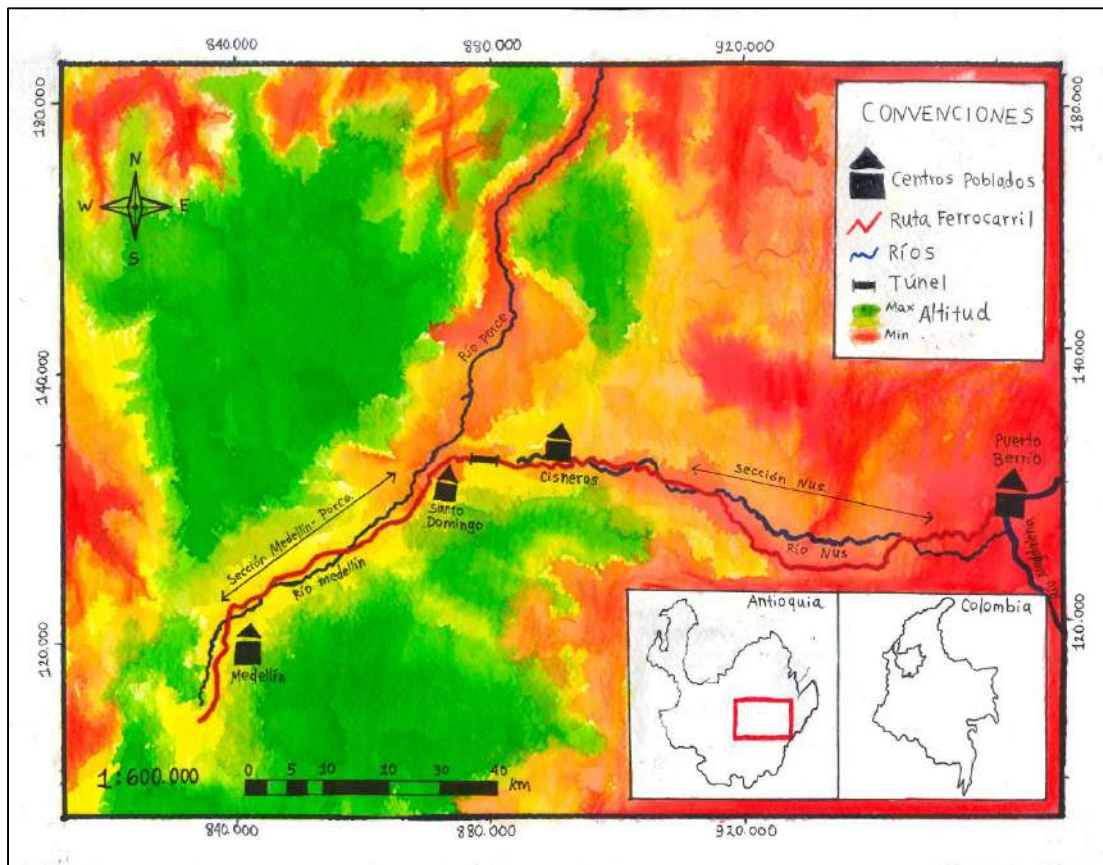 840.000
880.000
920.000
180.000
180.000
CONVENCIONES
Centros Poblados
Ruta Ferrocarril
Ríos
Túnel
Max
Altitud
Min
N
W
E
S
Río Porce
140.000
140.000
Cisneros
Puerto
Berrío
Sección Nus
Sección Medellín-Porce
Santo
Domingo
Río Nus
Río Magdalena
Río Medellín
120.000
120.000
Medellín
Antioquia
Colombia
1:600.000
0 5 10 20 30 40
Km
840.000
880.000
920.000